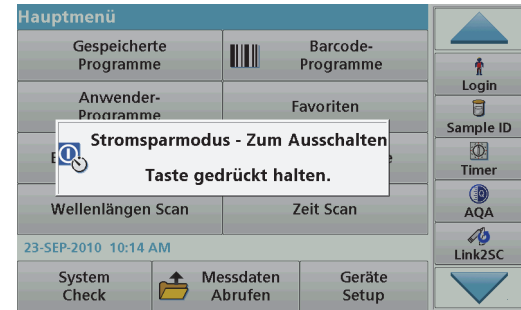 Hauptmenü
Gespeicherte
Programme
Barcode-
Programme
Anwender-
Programme
Favoriten
Stromsparmodus - Zum Ausschalten
Taste gedrückt halten.
Wellenlängen Scan
Zeit Scan
23-SEP-2010 10:14 AM
System
Check
Messdaten
Abrufen
Geräte
Setup
Login
Sample ID
Timer
AQA
Link2SC